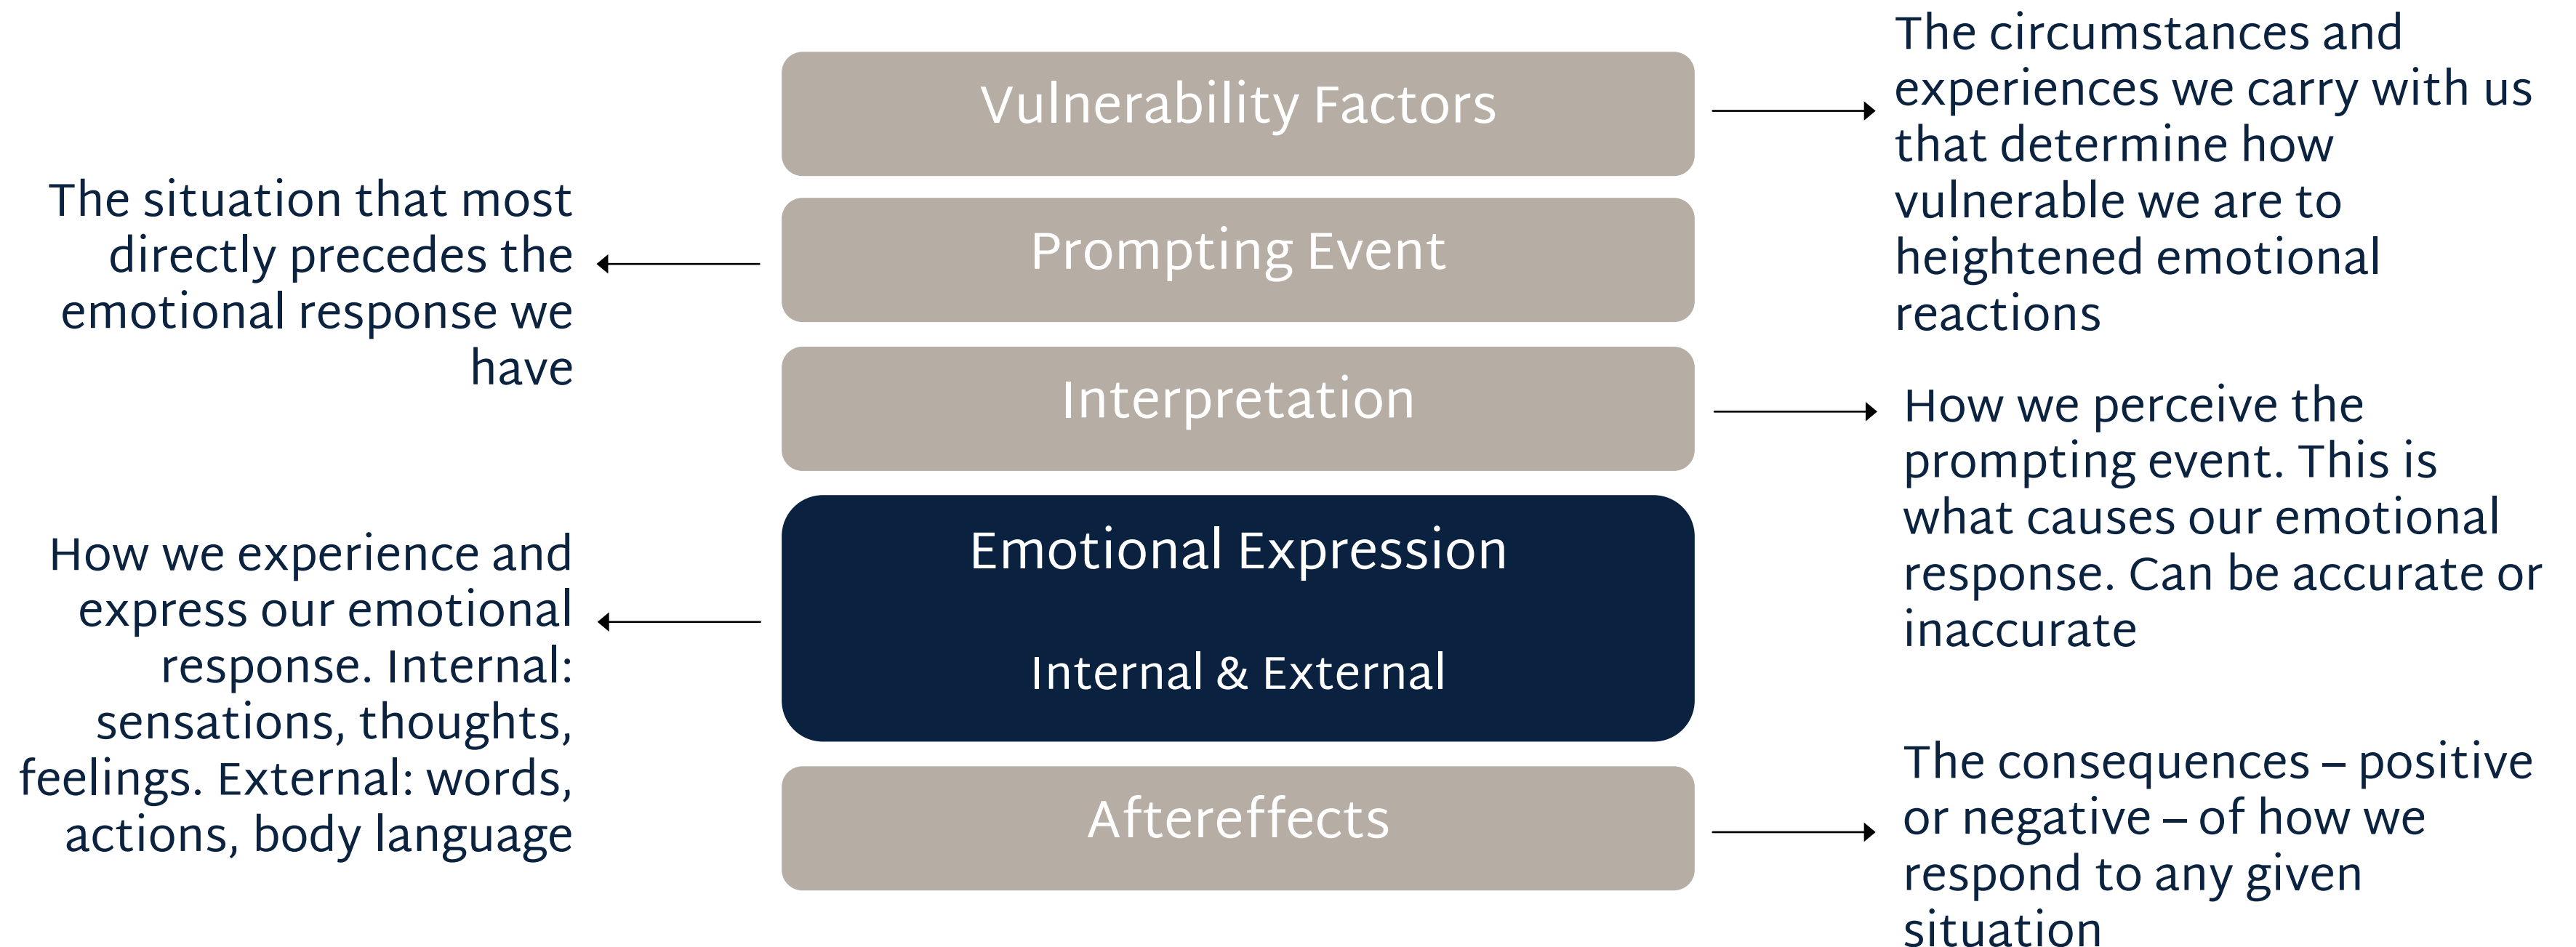 Vulnerability Factors
The circumstances and
experiences we carry with us
that determine how
vulnerable we are to
heightened emotional
reactions
Prompting Event
The situation that most
directly precedes the
emotional response we
have
Interpretation
How we perceive the
prompting event. This is
what causes our emotional
response. Can be accurate or
inaccurate
Emotional Expression
Internal & External
How we experience and
express our emotional
response. Internal:
sensations, thoughts,
feelings. External: words,
actions, body language
Aftereffects
The consequences – positive
or negative – of how we
respond to any given
situation